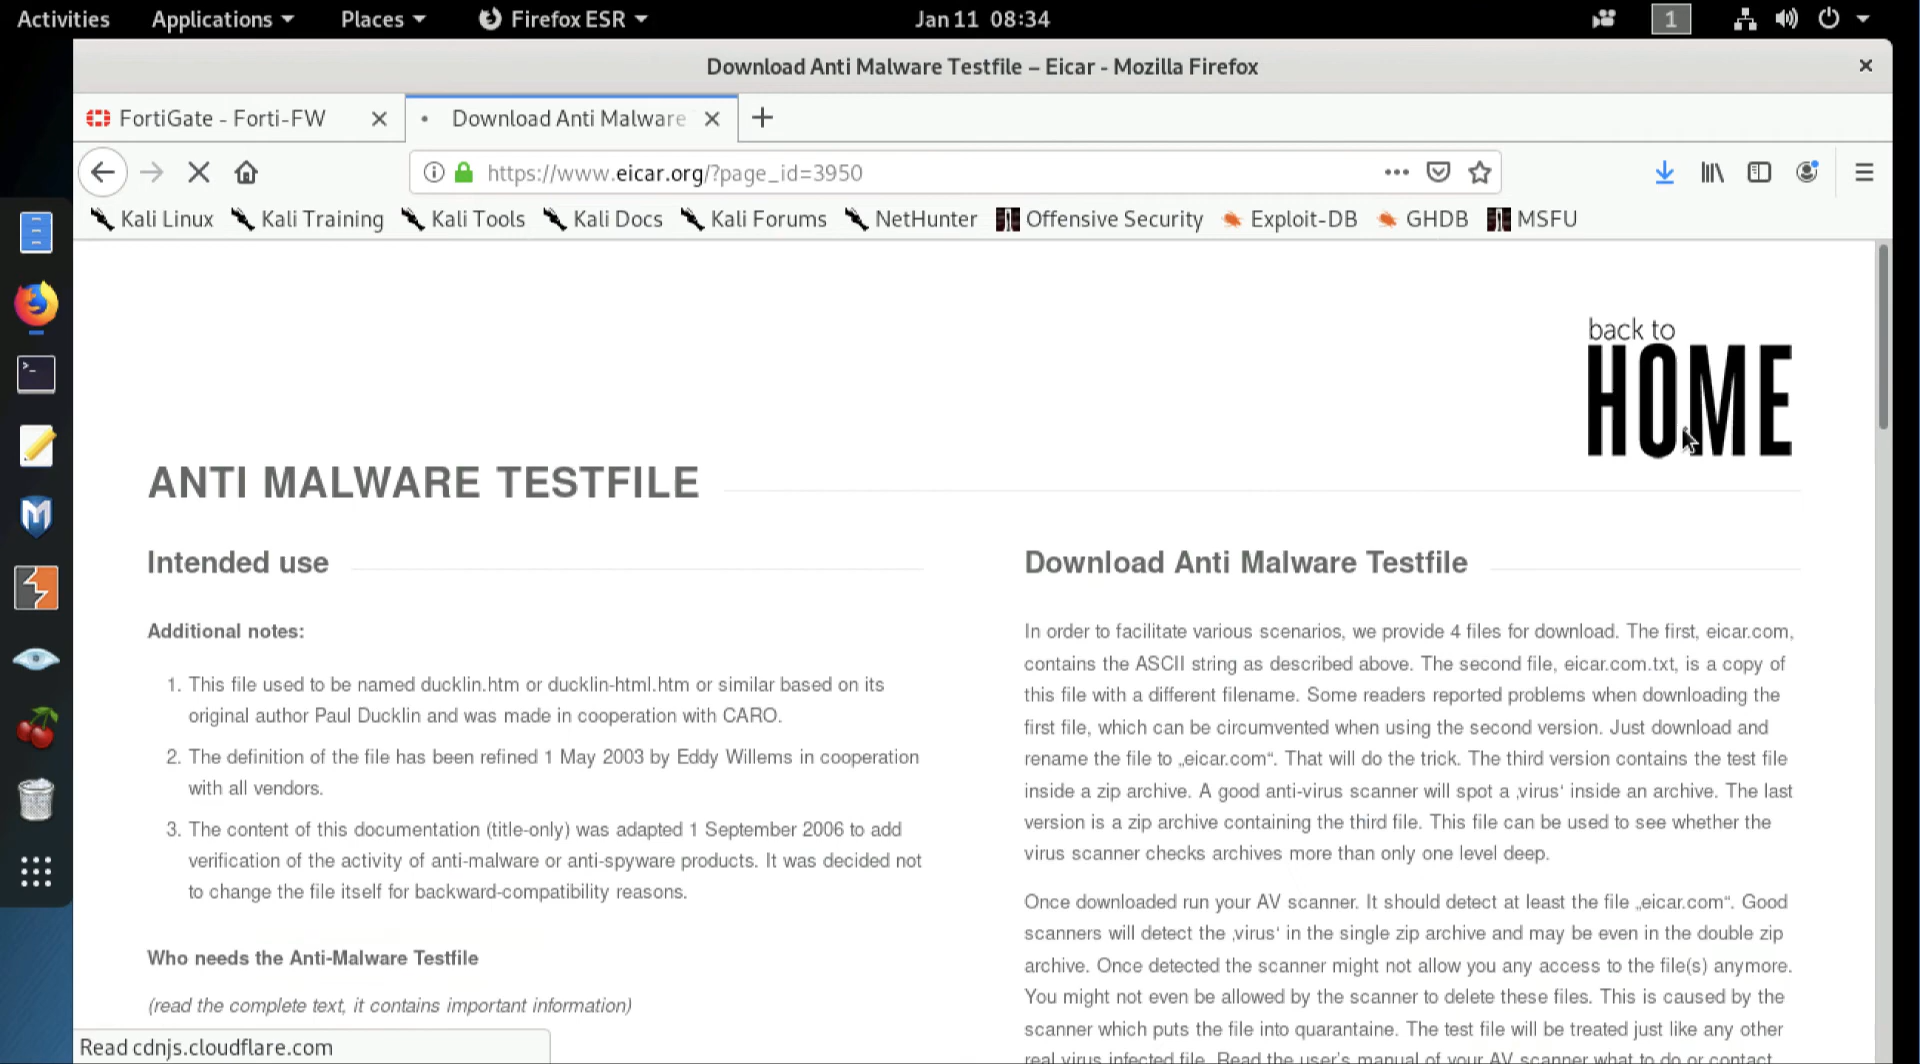 Activities Applications Places Firefox ESR Jan 11 08:34 1
Download Anti Malware Testfile – Eicar - Mozilla Firefox
FortiGate - Forti-FW Download Anti Malware
https://www.eicar.org/?page_id=3950
Kali Linux Kali Training Kali Tools Kali Docs Kali Forums NetHunter Offensive Security Exploit-DB GHDB MSFU
back to
HOME
ANTI MALWARE TESTFILE
Intended use
Additional notes:
1. This file used to be named ducklin.htm or ducklin-html.htm or similar based on its
original author Paul Ducklin and was made in cooperation with CARO.
2. The definition of the file has been refined 1 May 2003 by Eddy Willems in cooperation
with all vendors.
3. The content of this documentation (title-only) was adapted 1 September 2006 to add
verification of the activity of anti-malware or anti-spyware products. It was decided not
to change the file itself for backward-compatibility reasons.
Who needs the Anti-Malware Testfile
(read the complete text, it contains important information)
Download Anti Malware Testfile
In order to facilitate various scenarios, we provide 4 files for download. The first, eicar.com,
contains the ASCII string as described above. The second file, eicar.com.txt, is a copy of
this file with a different filename. Some readers reported problems when downloading the
first file, which can be circumvented when using the second version. Just download and
rename the file to „eicar.com“. That will do the trick. The third version contains the test file
inside a zip archive. A good anti-virus scanner will spot a ‚virus‘ inside an archive. The last
version is a zip archive containing the third file. This file can be used to see whether the
virus scanner checks archives more than only one level deep.
Once downloaded run your AV scanner. It should detect at least the file „eicar.com“. Good
scanners will detect the ‚virus‘ in the single zip archive and may be even in the double zip
archive. Once detected the scanner might not allow you any access to the file(s) anymore.
You might not even be allowed by the scanner to delete these files. This is caused by the
scanner which puts the file into quarantaine. The test file will be treated just like any other
real virus infected file. Read the user's manual of your AV scanner what to do or contact
Read cdnjs.cloudflare.com